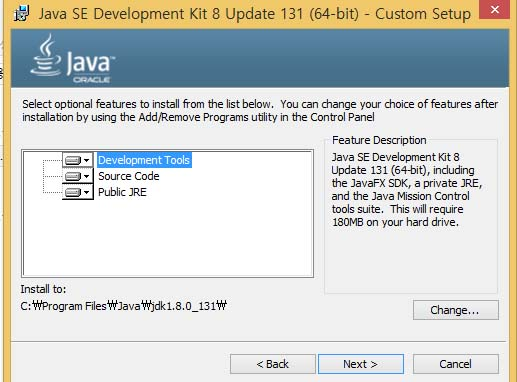 Java SE Development Kit 8 Update 131 (64-bit) - Custom Setup
Java
ORACLE
Select optional features to install from the list below. You can change your choice of features after
installation by using the Add/Remove Programs utility in the Control Panel
Development Tools
Source Code
Public JRE
Feature Description
Java SE Development Kit 8
Update 131 (64-bit), including
the JavaFX SDK, a private JRE,
and the Java Mission Control
tools suite. This will require
180MB on your hard drive.
Install to:
C:₩Program Files₩Java₩jdk1.8.0_131₩
Change...
< Back
Next >
Cancel